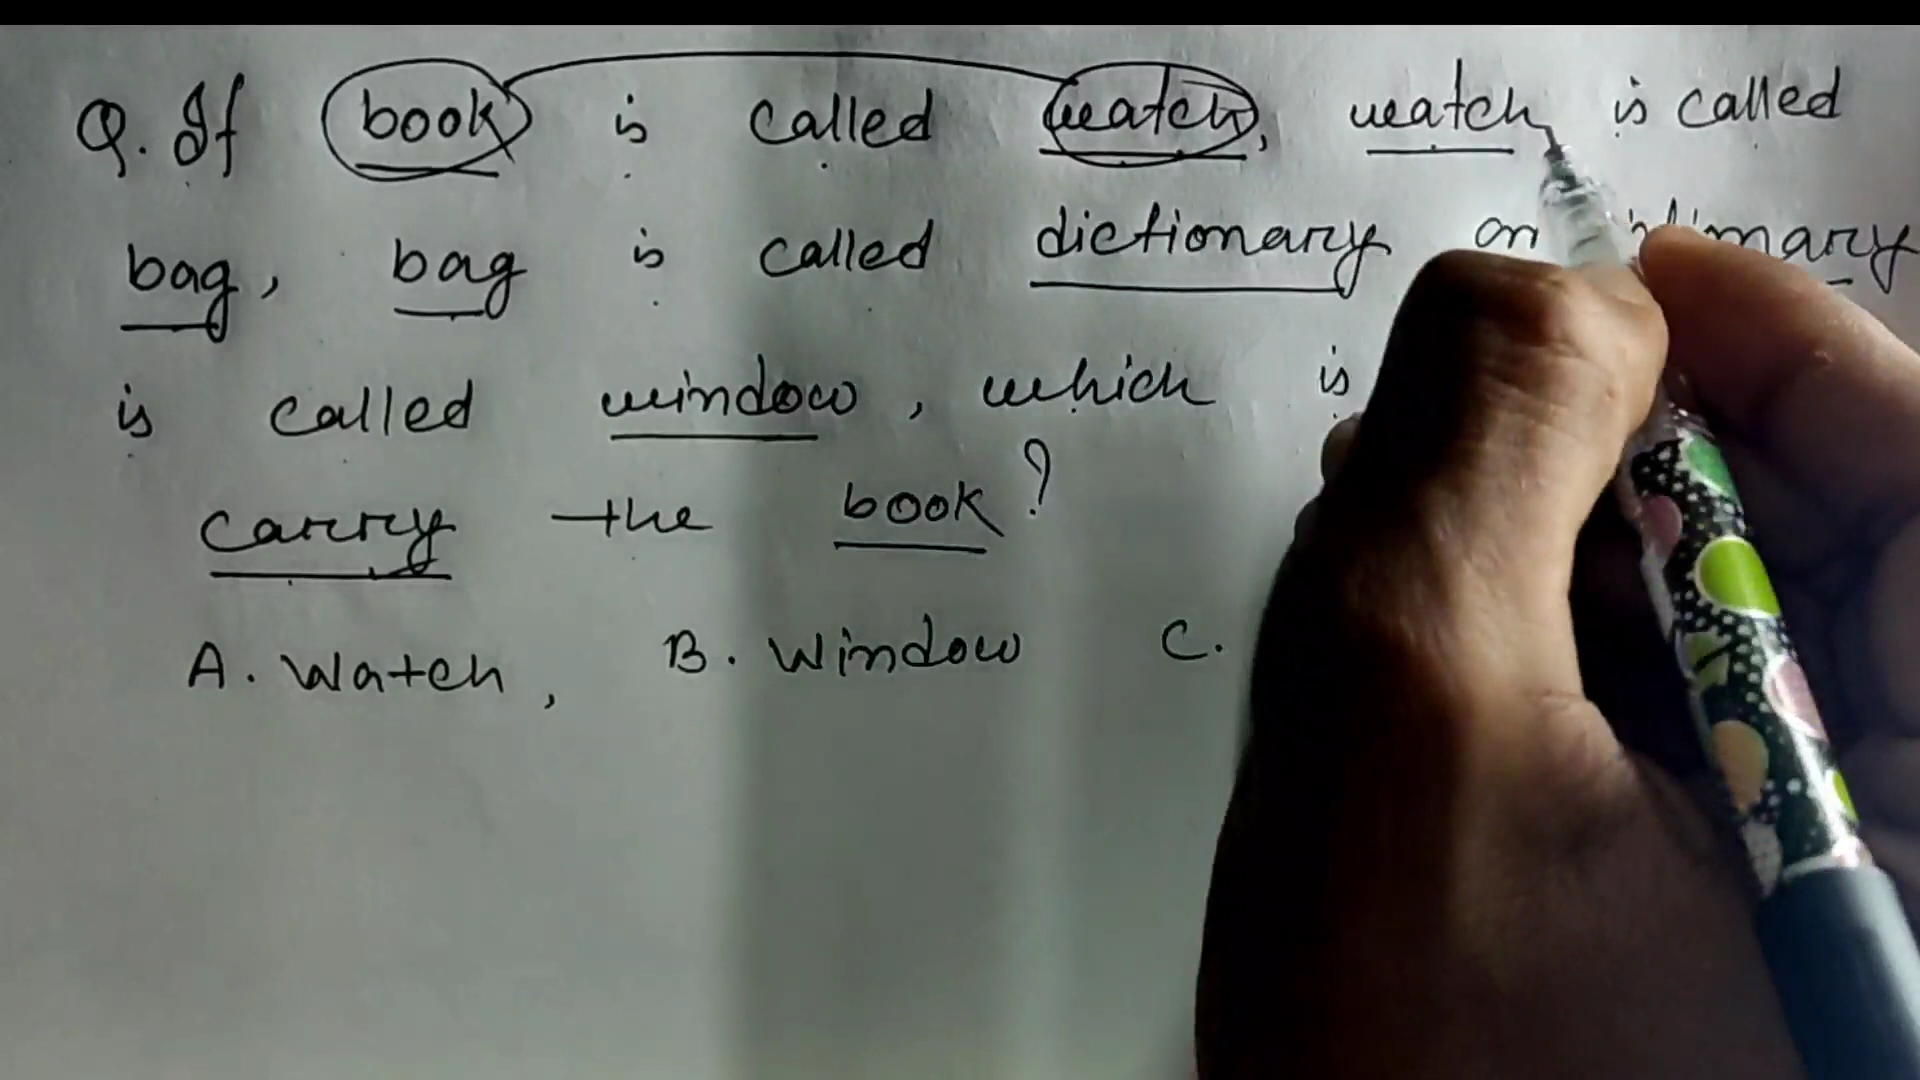 Q. If book is called watch, watch is called
bag, bag is called dictionary
is called window, which is
carry the book?
A. Watch, B. Window C.